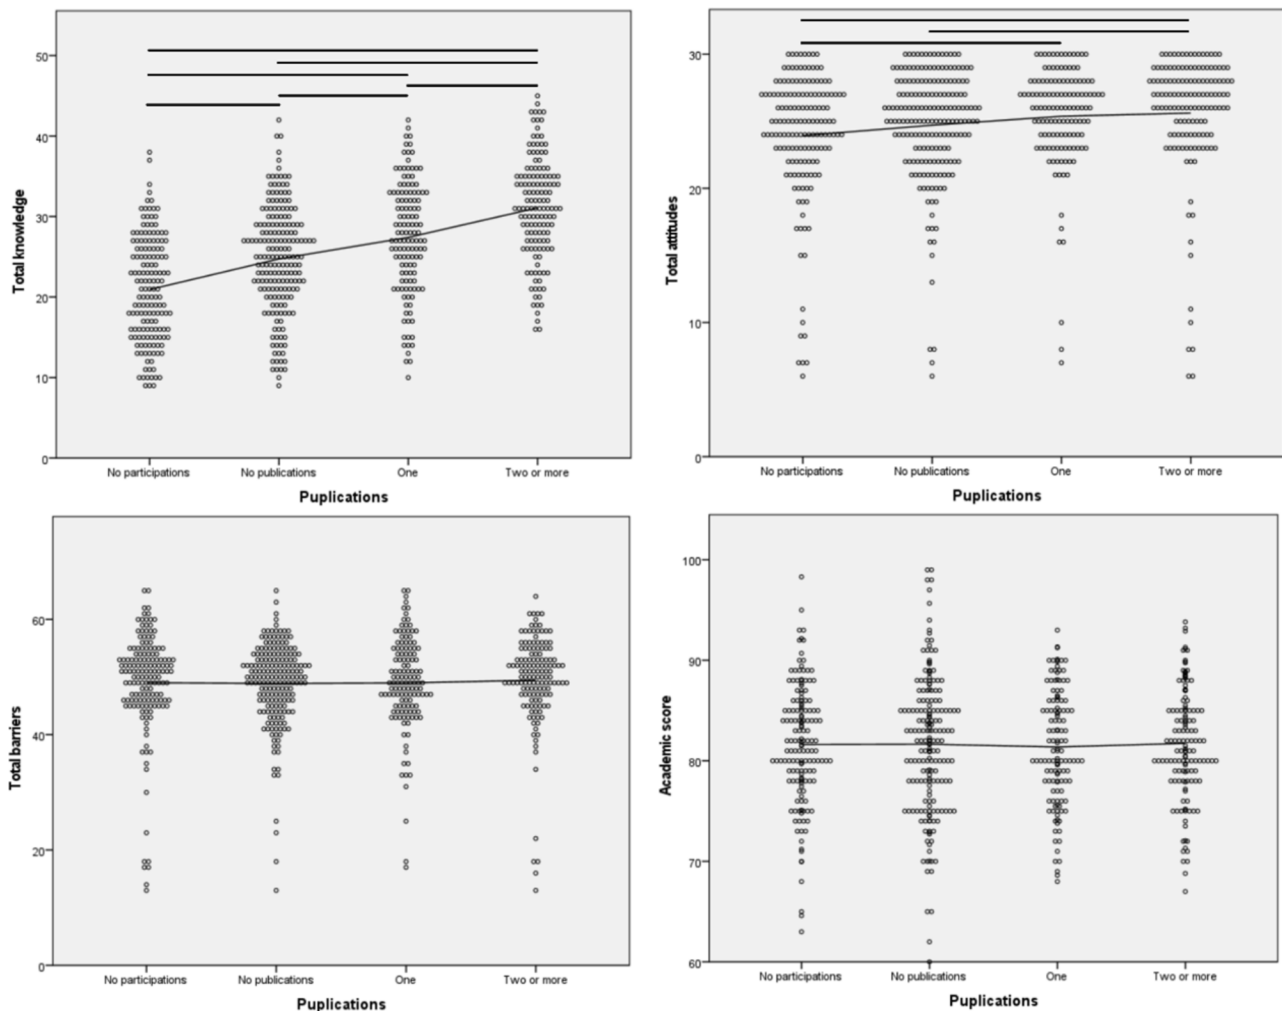 50
40
30
20
10
0
Total knowledge
No participations No publications One Two or more
Puplications
30
20
10
0
Total attitudes
No participations No publications One Two or more
Puplications
60
40
20
0
Total barriers
No participations No publications One Two or more
Puplications
100
90
80
70
60
Academic score
No participations No publications One Two or more
Puplications